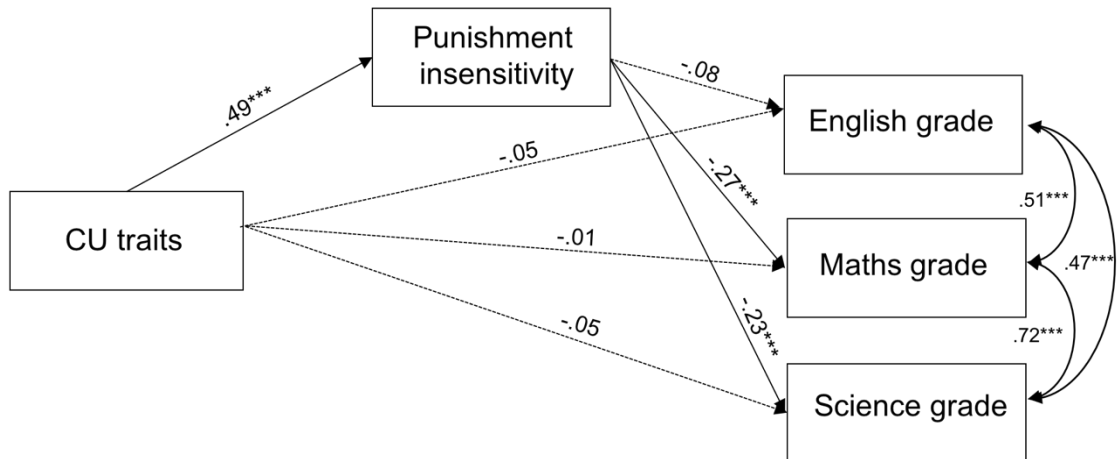 Punishment
insensitivity
-.08
English grade
.49***
-.05
-.27***
.51***
CU traits
-.01
Maths grade
.47***
-.05
-.23***
.72***
Science grade